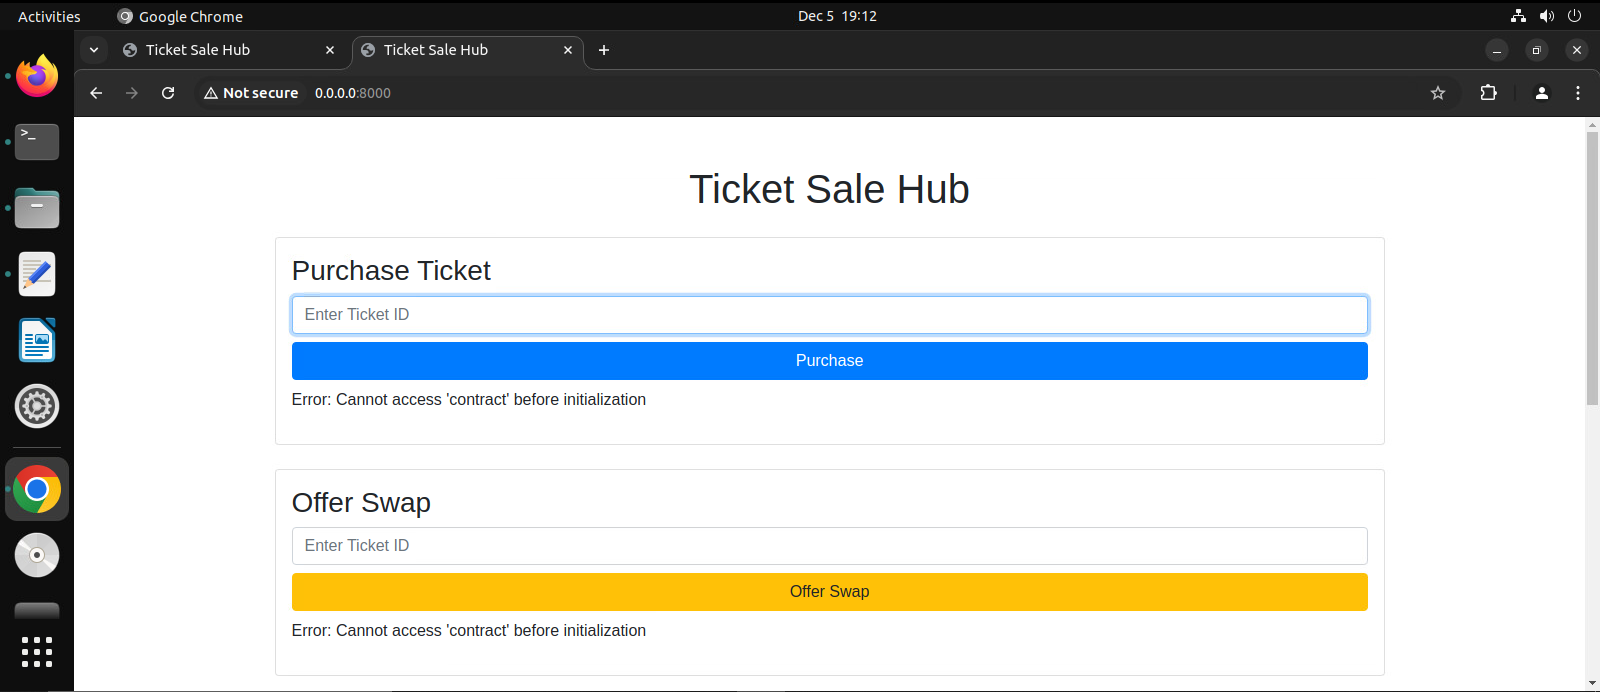 Activities Google Chrome Dec 5 19:12
Ticket Sale Hub Ticket Sale Hub
Not secure 0.0.0.0:8000
>_
Ticket Sale Hub
Purchase Ticket
Enter Ticket ID
Purchase
Error: Cannot access 'contract' before initialization
Offer Swap
Enter Ticket ID
Offer Swap
Error: Cannot access 'contract' before initialization